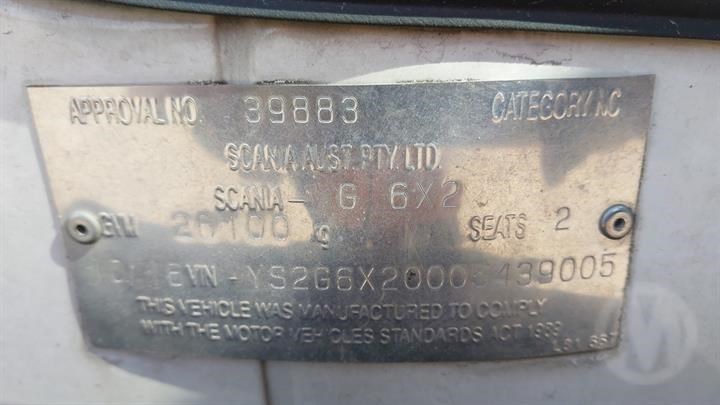 APPROVAL NO. 39883 CATEGORY NC
SCANIA AUST. PTY. LTD.
SCANIA - G 6X2
GVM 26100 kg SEATS 2
VIN - YS2G6X20005439005
THIS VEHICLE WAS MANUFACTURED TO COMPLY
WITH THE MOTOR VEHICLES STANDARDS ACT 1989
M